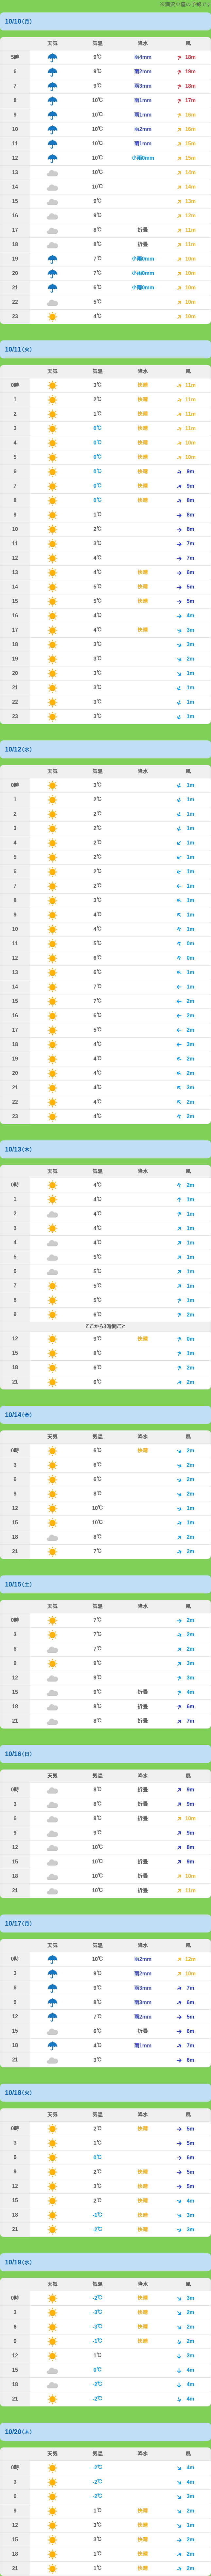 の予報です
10/10(月)
天気 気温 降水 風
5時 9℃ 雨4mm 18m
6 9℃ 雨2mm 19m
7 9℃ 雨3mm 18m
8 10℃ 雨1mm 17m
9 10℃ 雨1mm 16m
10 10℃ 雨2mm 16m
11 10℃ 雨1mm 15m
12 10℃ 小雨0mm 15m
13 10℃ 14m
14 10℃ 14m
15 9℃ 13m
16 9℃ 12m
17 8℃ 折畳 11m
18 8℃ 折畳 11m
19 7℃ 小雨0mm 10m
20 7℃ 小雨0mm 10m
21 6℃ 小雨0mm 10m
22 5℃ 10m
23 4℃ 10m
10/11(火)
天気 気温 降水 風
0時 3℃ 快晴 11m
1 2℃ 快晴 11m
2 1℃ 快晴 11m
3 0℃ 快晴 11m
4 0℃ 快晴 10m
5 0℃ 快晴 10m
6 0℃ 快晴 9m
7 0℃ 快晴 9m
8 0℃ 快晴 8m
9 1℃ 8m
10 2℃ 8m
11 3℃ 7m
12 4℃ 7m
13 4℃ 快晴 6m
14 5℃ 快晴 5m
15 5℃ 快晴 5m
16 4℃ 4m
17 4℃ 快晴 3m
18 3℃ 3m
19 3℃ 2m
20 3℃ 1m
21 3℃ 1m
22 3℃ 1m
23 3℃ 1m
10/12(水)
天気 気温 降水 風
0時 3℃ 1m
1 2℃ 1m
2 2℃ 1m
3 2℃ 1m
4 2℃ 1m
5 2℃ 1m
6 2℃ 1m
7 2℃ 1m
8 3℃ 1m
9 4℃ 1m
10 4℃ 1m
11 5℃ 0m
12 6℃ 0m
13 6℃ 1m
14 7℃ 1m
15 7℃ 2m
16 6℃ 2m
17 5℃ 2m
18 4℃ 3m
19 4℃ 2m
20 4℃ 2m
21 4℃ 3m
22 4℃ 2m
23 4℃ 2m
10/13(木)
天気 気温 降水 風
0時 4℃ 2m
1 4℃ 1m
2 4℃ 1m
3 4℃ 1m
4 4℃ 1m
5 5℃ 1m
6 5℃ 1m
7 5℃ 1m
8 5℃ 1m
9 6℃ 2m
ここから3時間ごと
12 9℃ 快晴 0m
15 8℃ 1m
18 6℃ 2m
21 6℃ 2m
10/14(金)
天気 気温 降水 風
0時 6℃ 快晴 2m
3 6℃ 2m
6 6℃ 2m
9 8℃ 2m
12 10℃ 1m
15 10℃ 1m
18 8℃ 2m
21 7℃ 2m
10/15(土)
天気 気温 降水 風
0時 7℃ 2m
3 7℃ 2m
6 7℃ 2m
9 9℃ 3m
12 9℃ 3m
15 9℃ 折畳 4m
18 8℃ 折畳 6m
21 8℃ 折畳 7m
10/16(日)
天気 気温 降水 風
0時 8℃ 折畳 9m
3 8℃ 折畳 9m
6 8℃ 折畳 10m
9 9℃ 9m
12 10℃ 8m
15 10℃ 折畳 9m
18 10℃ 折畳 10m
21 10℃ 折畳 11m
10/17(月)
天気 気温 降水 風
0時 10℃ 雨2mm 12m
3 9℃ 雨2mm 10m
6 9℃ 雨3mm 7m
9 8℃ 雨3mm 6m
12 7℃ 雨2mm 5m
15 6℃ 折畳 6m
18 4℃ 雨1mm 7m
21 3℃ 6m
10/18(火)
天気 気温 降水 風
0時 2℃ 快晴 5m
3 1℃ 5m
6 0℃ 6m
9 2℃ 快晴 5m
12 3℃ 快晴 5m
15 2℃ 快晴 4m
18 -1℃ 快晴 3m
21 -2℃ 快晴 3m
10/19(水)
天気 気温 降水 風
0時 -2℃ 快晴 3m
3 -3℃ 快晴 2m
6 -3℃ 快晴 2m
9 -1℃ 快晴 2m
12 1℃ 3m
15 0℃ 4m
18 -2℃ 4m
21 -2℃ 4m
10/20(木)
天気 気温 降水 風
0時 -2℃ 4m
3 -2℃ 4m
6 -2℃ 3m
9 1℃ 快晴 2m
12 3℃ 快晴 1m
15 3℃ 快晴 2m
18 1℃ 快晴 2m
21 1℃ 快晴 2m